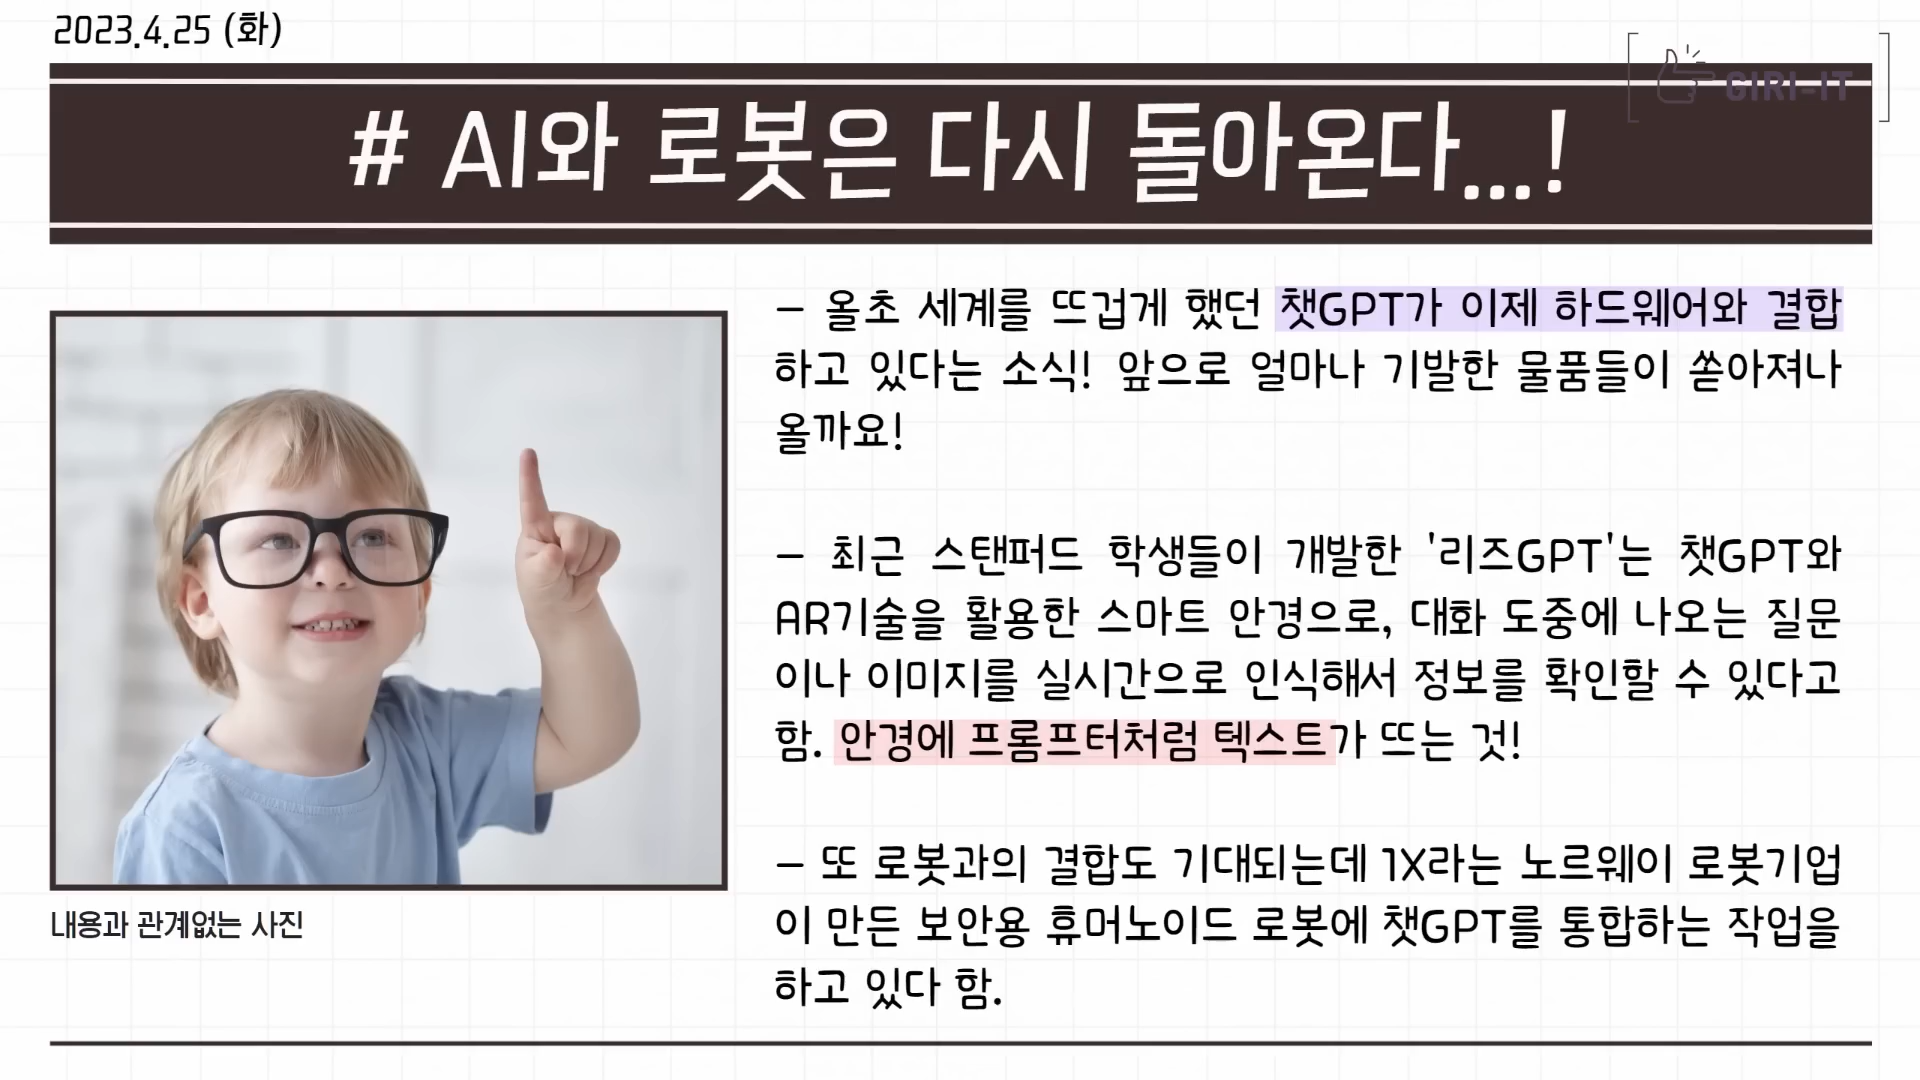 2023.4.25 (화)
GIRI-IT
# AI와 로봇은 다시 돌아온다...!
- 올초 세계를 뜨겁게 했던 챗GPT가 이제 하드웨어와 결합
하고 있다는 소식! 앞으로 얼마나 기발한 물품들이 쏟아져나
올까요!
- 최근 스탠퍼드 학생들이 개발한 '리즈GPT'는 챗GPT와
AR기술을 활용한 스마트 안경으로, 대화 도중에 나오는 질문
이나 이미지를 실시간으로 인식해서 정보를 확인할 수 있다고
함. 안경에 프롬프터처럼 텍스트가 뜨는 것!
- 또 로봇과의 결합도 기대되는데 1X라는 노르웨이 로봇기업
이 만든 보안용 휴머노이드 로봇에 챗GPT를 통합하는 작업을
하고 있다 함.
내용과 관계없는 사진